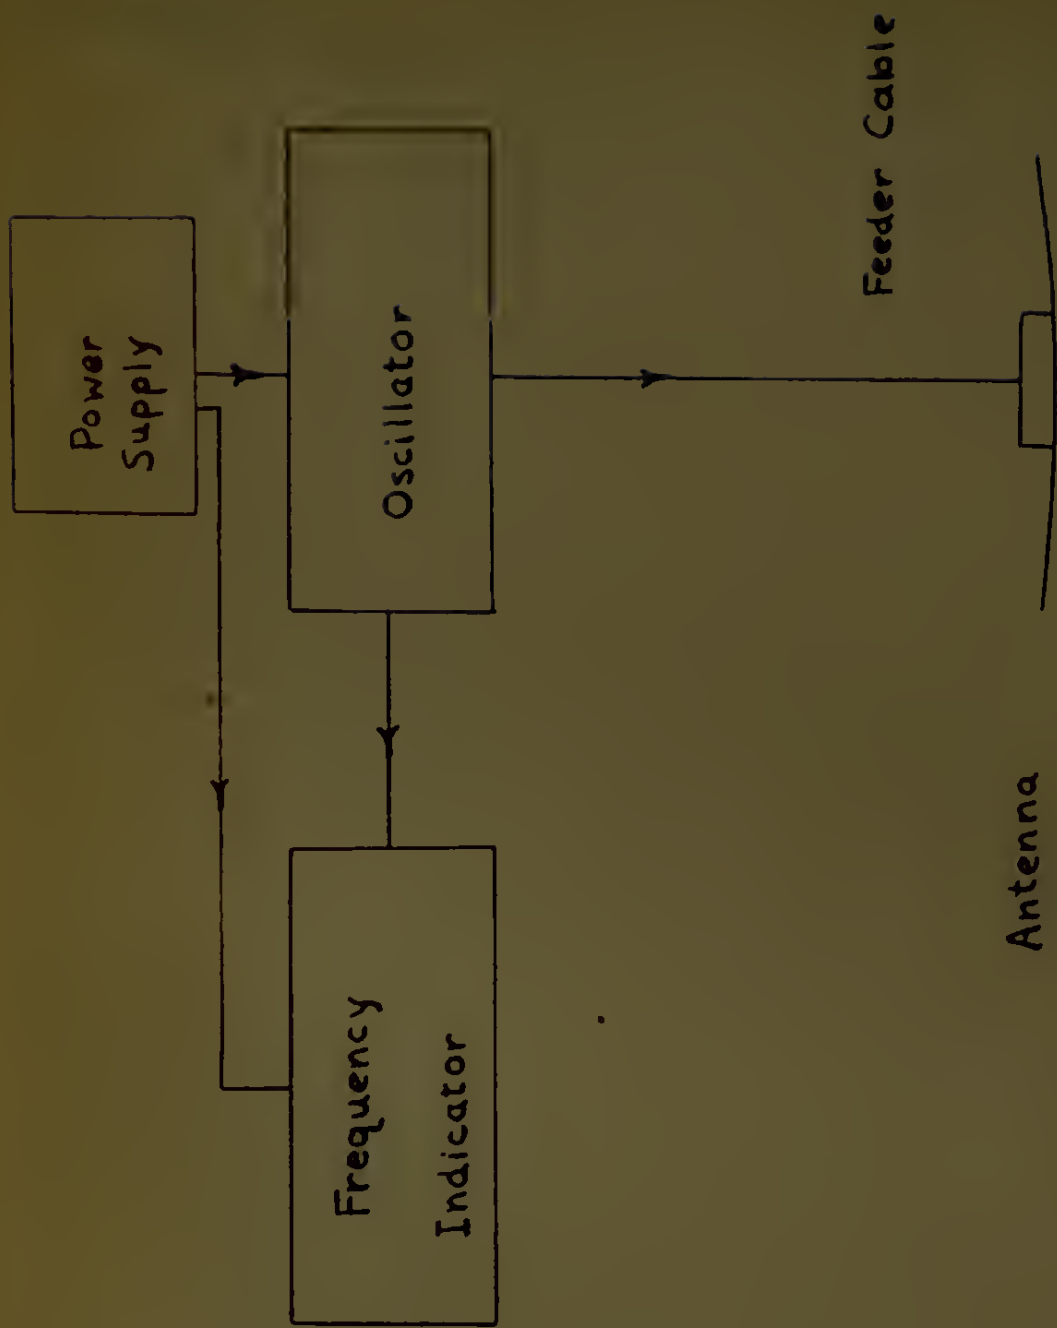 Frequency
Indicator
Oscillator
Power
Supply
Antenna
Feeder Cable